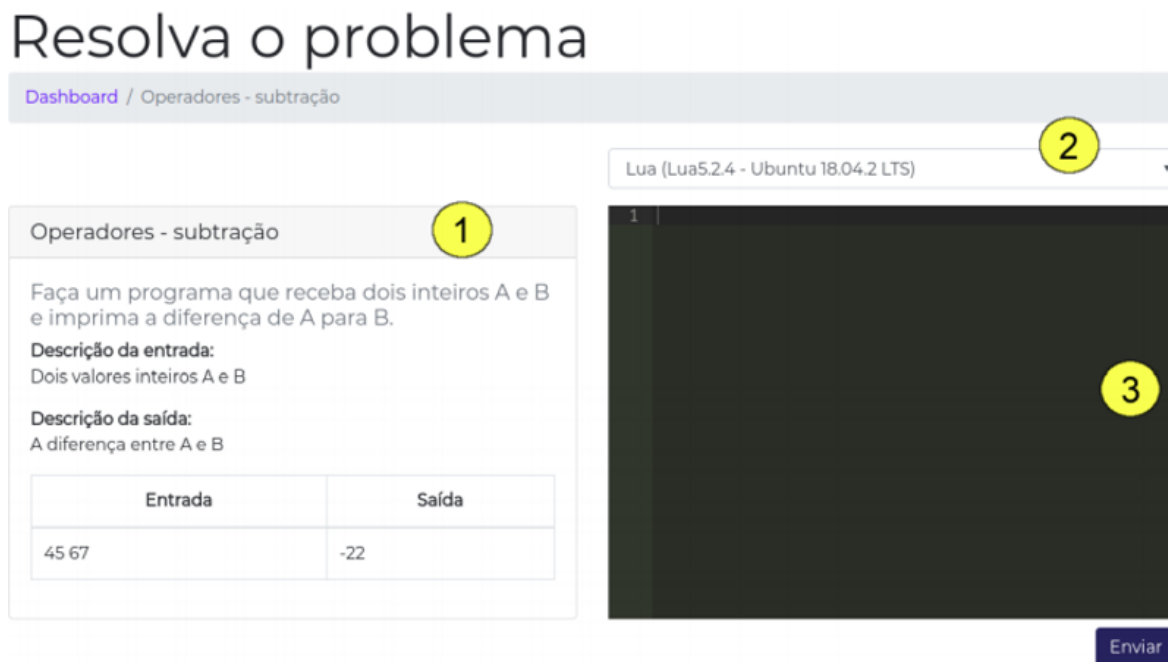 Resolva o problema
Dashboard / Operadores - subtração
2
Lua (Lua5.2.4 - Ubuntu 18.04.2 LTS)
Operadores - subtração
1
Faça um programa que receba dois inteiros A e B
e imprima a diferença de A para B.
Descrição da entrada:
Dois valores inteiros A e B
Descrição da saída:
A diferença entre A e B
Entrada Saída
45 67 -22
1
3
Enviar